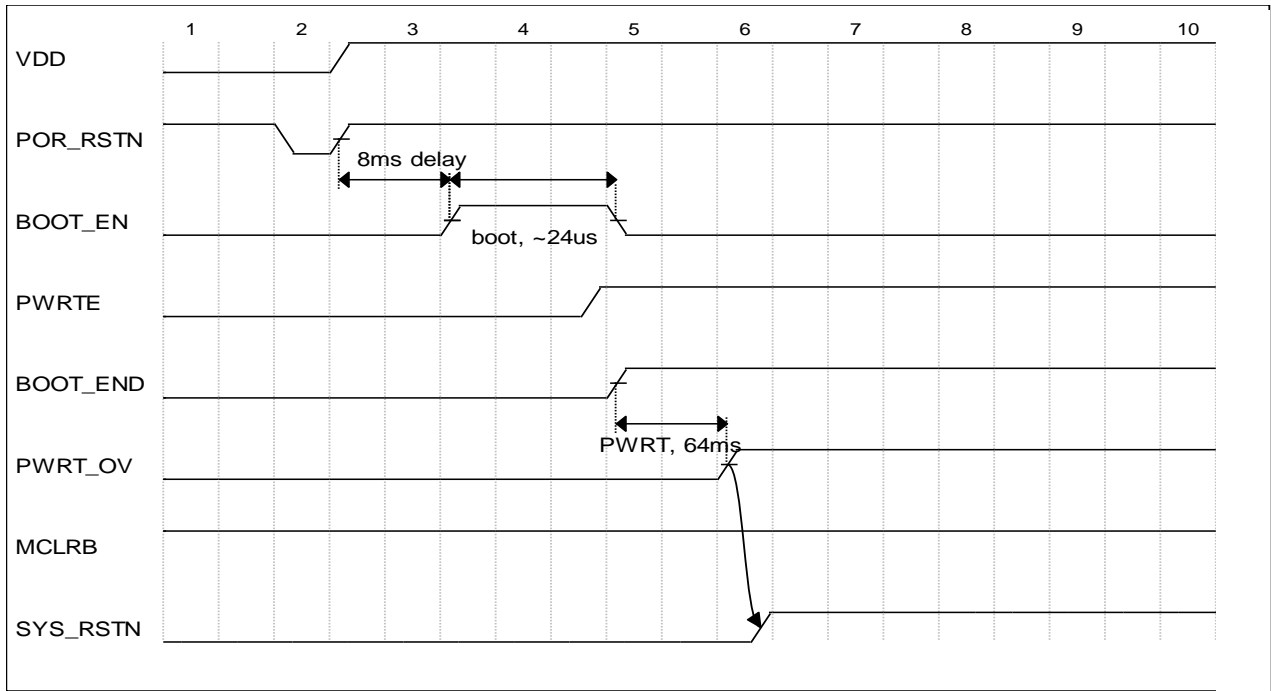 1 2 3 4 5 6 7 8 9 10
VDD
POR_RSTN
8ms delay
BOOT_EN
boot, ~24us
PWRTE
BOOT_END
PWRT, 64ms
PWRT_OV
MCLRB
SYS_RSTN